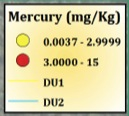 Mercury (mg/Kg)
0.0037 - 2.9999
3.0000 - 15
DU1
DU2